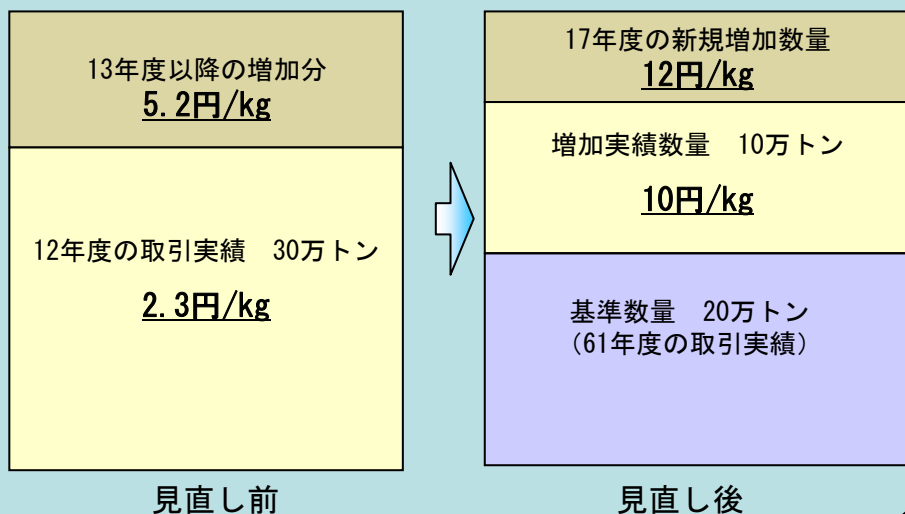 13年度以降の増加分
5.2円/kg
12年度の取引実績　30万トン
2.3円/kg
見直し前
17年度の新規増加数量
12円/kg
増加実績数量　10万トン
10円/kg
基準数量　20万トン
（61年度の取引実績）
見直し後